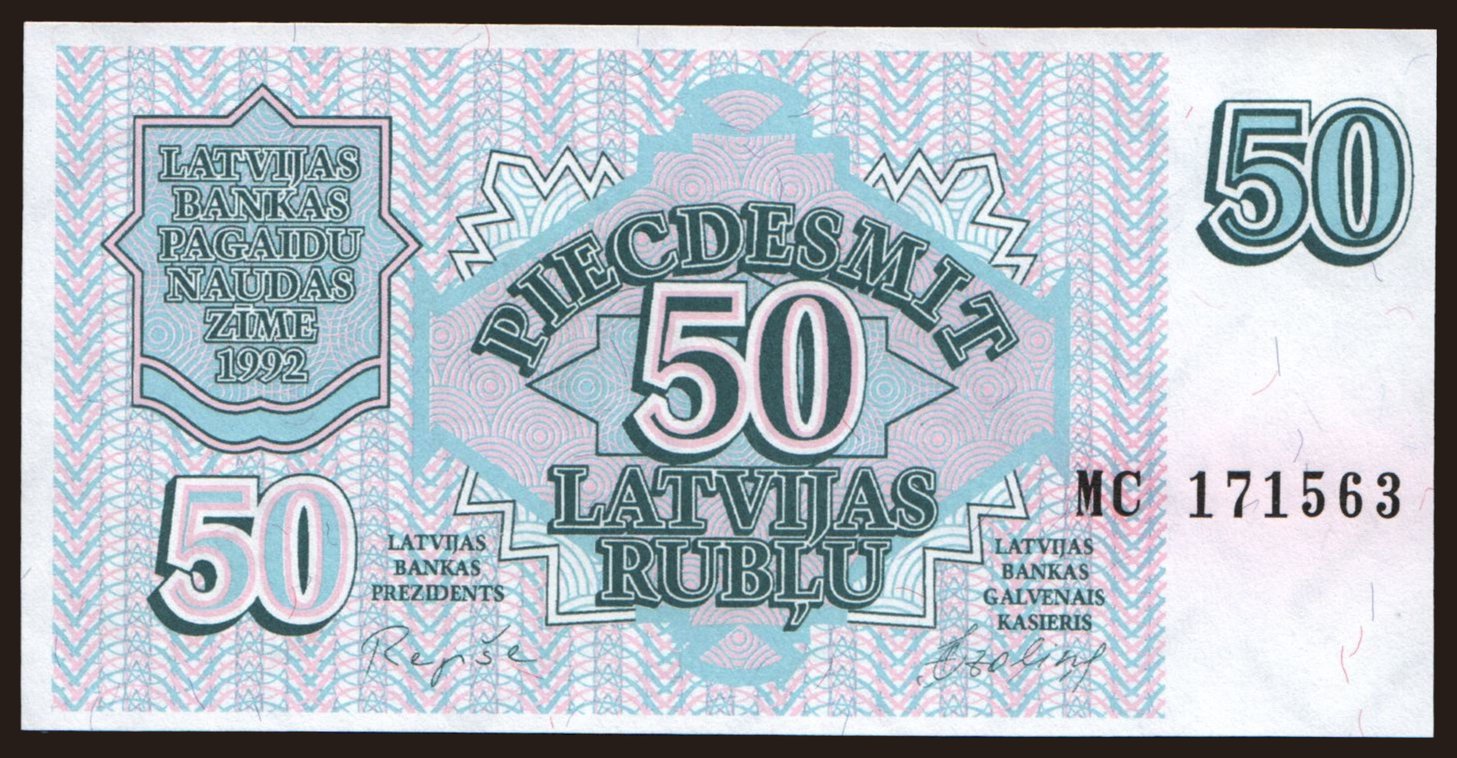 LATVIJAS
BANKAS
PAGAIDU
NAUDAS
ZĪME
1992
50
PIECDESMIT
50
LATVIJAS
RUBĻU
50
MC 171563
LATVIJAS
BANKAS
PREZIDENTS
Repše
LATVIJAS
BANKAS
GALVENAIS
KASIERIS